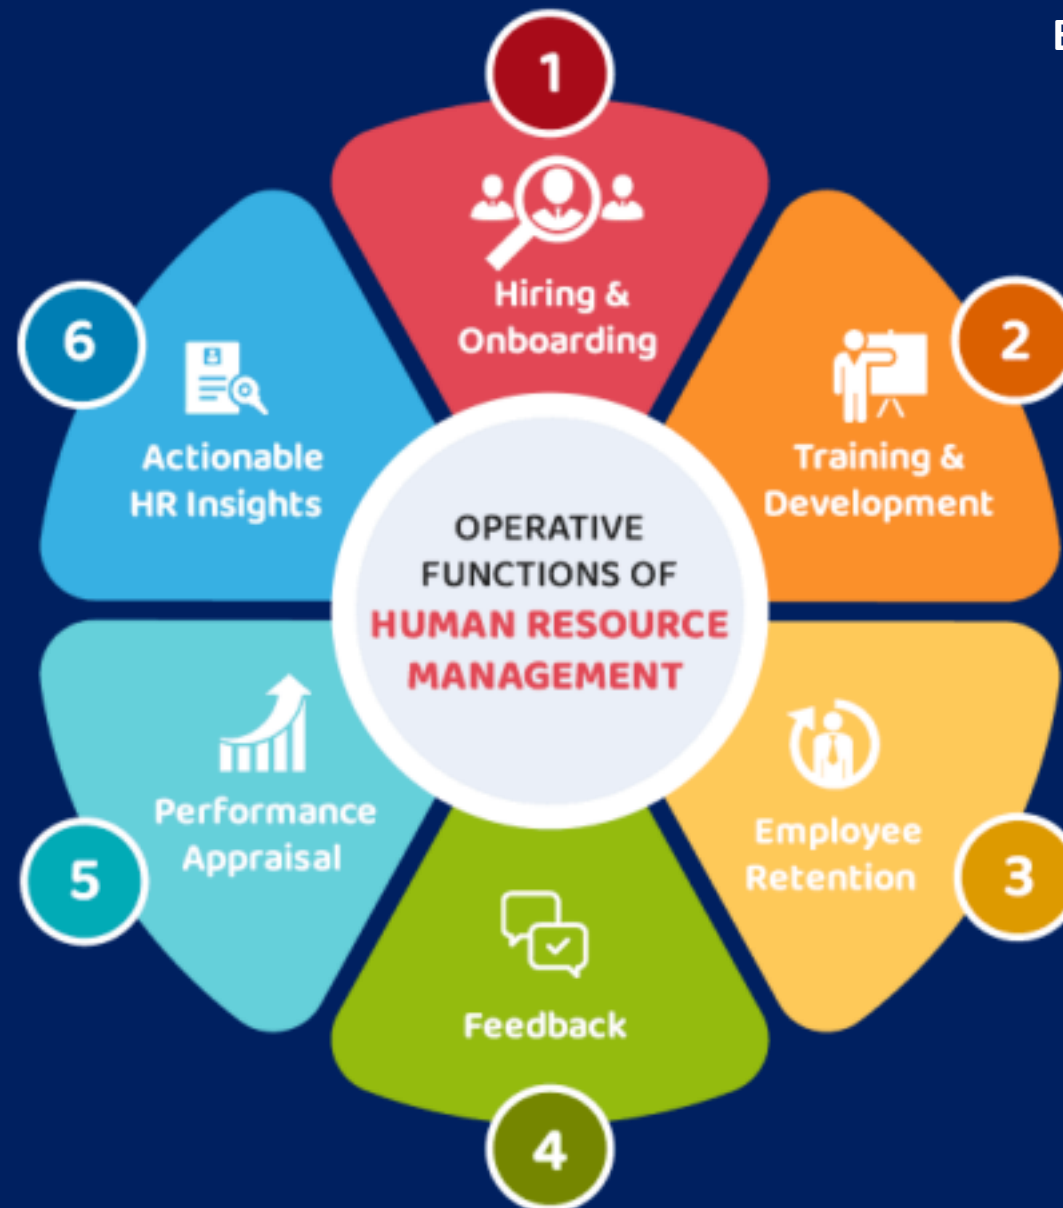 1
Hiring &
Onboarding
2
Training &
Development
3
Employee
Retention
4
Feedback
5
Performance
Appraisal
6
Actionable
HR Insights
OPERATIVE
FUNCTIONS OF
HUMAN RESOURCE
MANAGEMENT